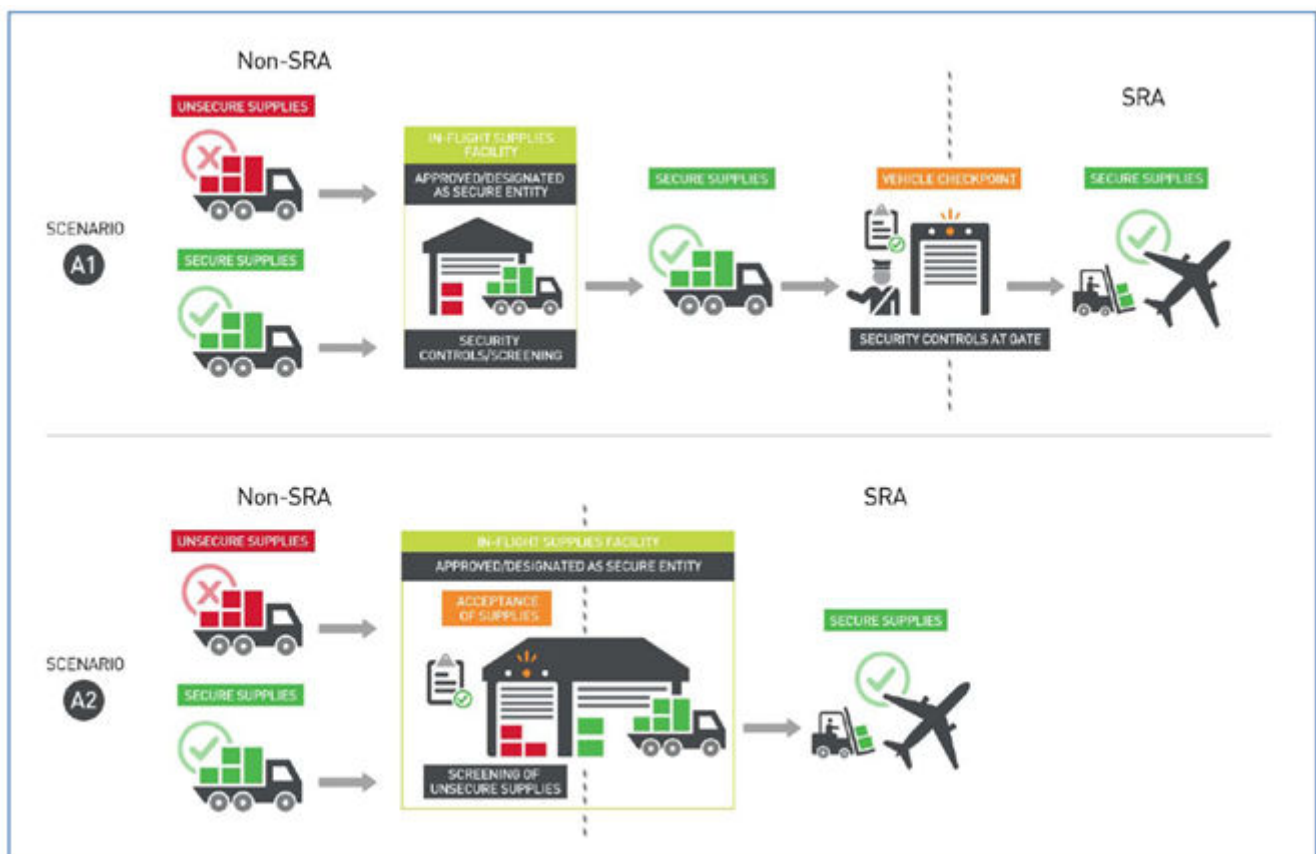 Non-SRA
SRA
UNSECURE SUPPLIES
IN-FLIGHT SUPPLIES
FACILITY
APPROVED/DESIGNATED
AS SECURE ENTITY
SECURE SUPPLIES
VEHICLE CHECKPOINT
SECURE SUPPLIES
SCENARIO
A1
SECURE SUPPLIES
SECURITY
CONTROLS/SCREENING
SECURITY CONTROLS AT GATE
Non-SRA
SRA
UNSECURE SUPPLIES
IN-FLIGHT SUPPLIES FACILITY
APPROVED/DESIGNATED AS SECURE ENTITY
ACCEPTANCE
OF SUPPLIES
SECURE SUPPLIES
SCENARIO
A2
SECURE SUPPLIES
SCREENING OF
UNSECURE SUPPLIES